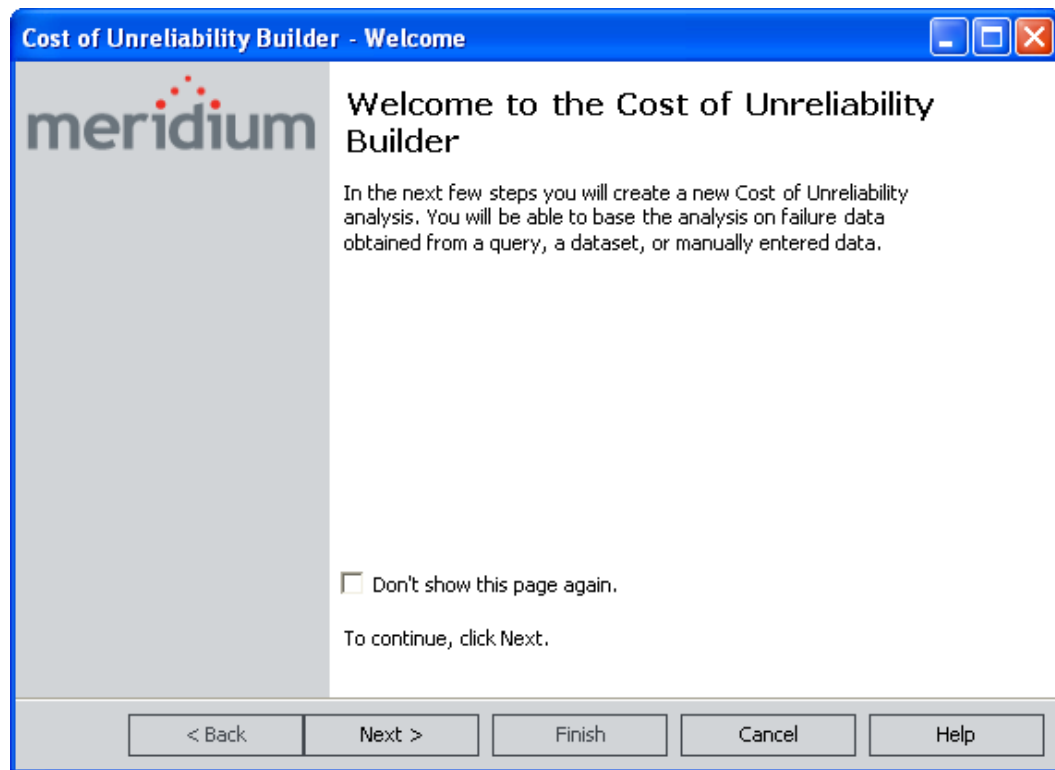 Cost of Unreliability Builder - Welcome
meridium
Welcome to the Cost of Unreliability
Builder
In the next few steps you will create a new Cost of Unreliability
analysis. You will be able to base the analysis on failure data
obtained from a query, a dataset, or manually entered data.
Don't show this page again.
To continue, click Next.
< Back
Next >
Finish
Cancel
Help